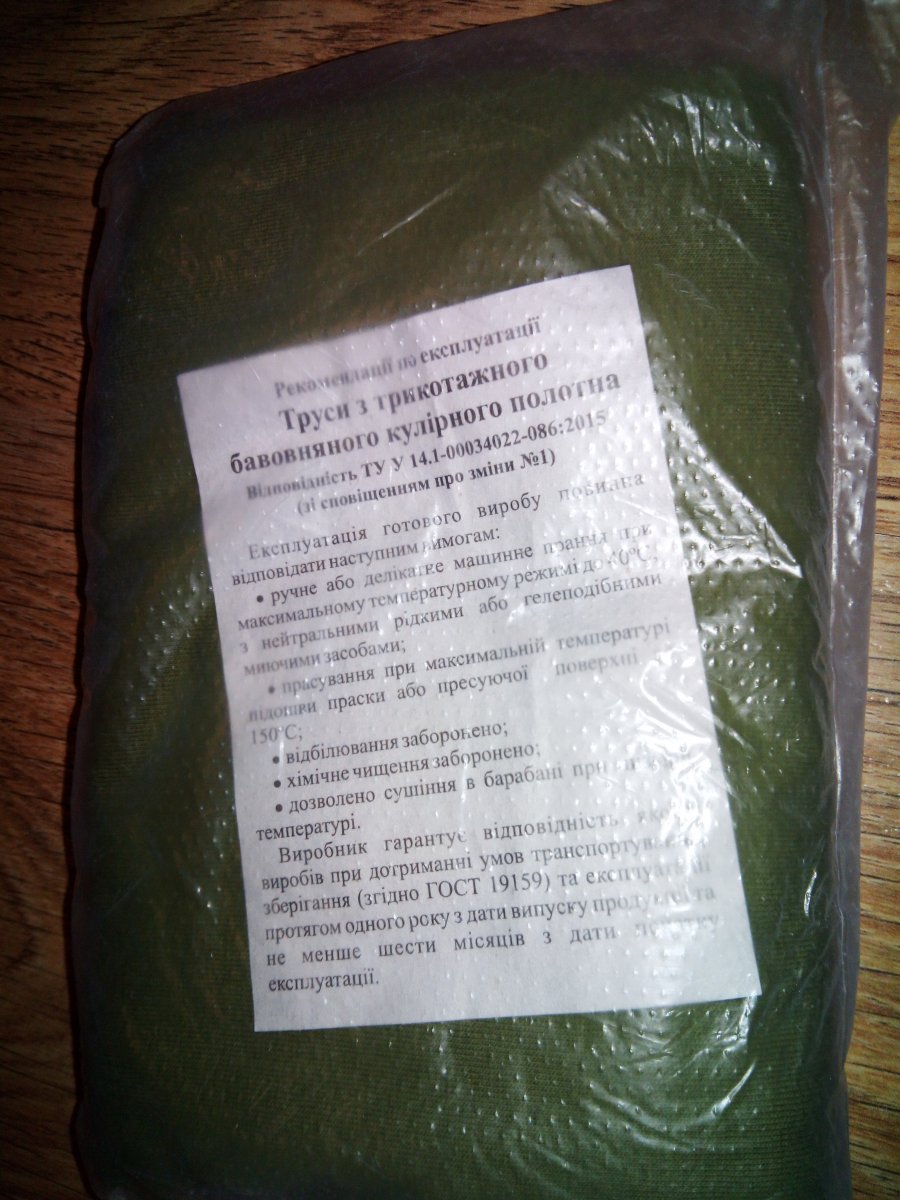 Рекомендації по експлуатації
Труси з трикотажного
бавовняного кулірного полотна
Відповідність ТУ У 14.1-00034022-086:2015
(зі сповіщенням про зміни №1)
Експлуатація готового виробу повинна
відповідати наступним вимогам:
• ручне або делікатне машинне прання при
максимальному температурному режимі до 40°С,
з нейтральними рідкими або гелеподібними
миючими засобами;
• прасування при максимальній температурі
підошви праски або пресуючої поверхні
150°С;
• відбілювання заборонено;
• хімічне чищення заборонено;
• дозволено сушіння в барабані при
температурі.
Виробник гарантує відповідність
виробів при дотриманні умов
зберігання (згідно ГОСТ 19159) та експлуатації
протягом одного року з дати випуску продукції та
не менше шести місяців з дати початку
експлуатації.